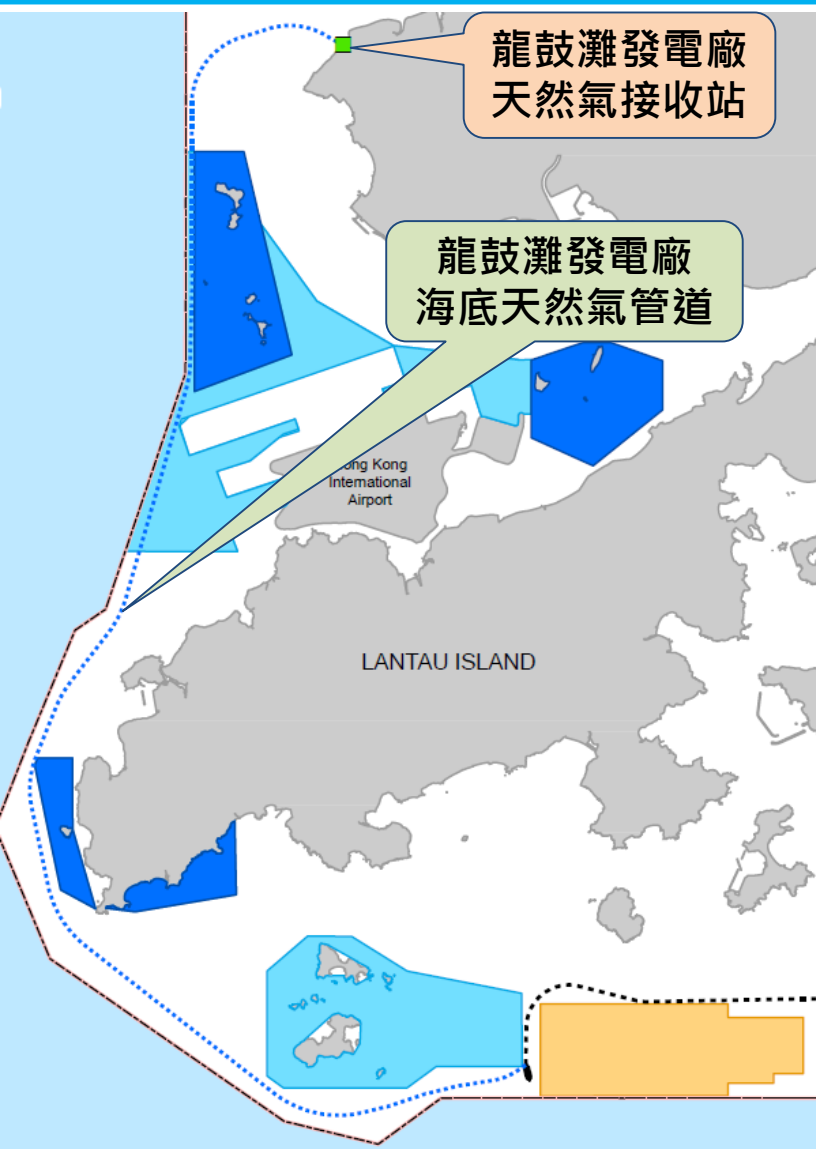 龍鼓灘發電廠
天然氣接收站
龍鼓灘發電廠
海底天然氣管道
Hong Kong
International
Airport
LANTAU ISLAND